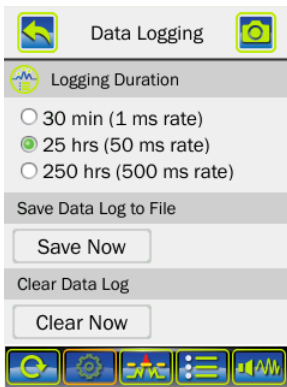 Data Logging
Logging Duration
30 min (1 ms rate)
25 hrs (50 ms rate)
250 hrs (500 ms rate)
Save Data Log to File
Save Now
Clear Data Log
Clear Now